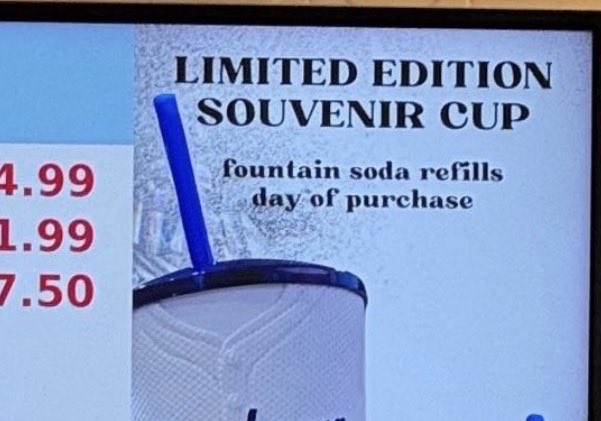 LIMITED EDITION
SOUVENIR CUP
fountain soda refills
day of purchase
4.99
1.99
7.50